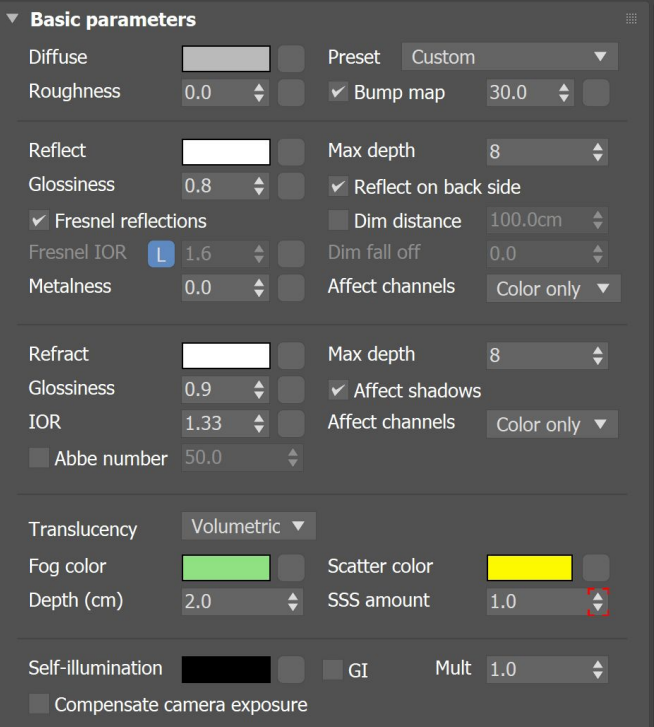 Basic parameters
Diffuse Preset Custom
Roughness 0.0 Bump map 30.0
Reflect Max depth 8
Glossiness 0.8 Reflect on back side
Fresnel reflections Dim distance 100.0cm
Fresnel IOR L 1.6 Dim fall off 0.0
Metalness 0.0 Affect channels Color only
Refract Max depth 8
Glossiness 0.9 Affect shadows
IOR 1.33 Affect channels Color only
Abbe number 50.0
Translucency Volumetric
Fog color Scatter color
Depth (cm) 2.0 SSS amount 1.0
Self-illumination GI Mult 1.0
Compensate camera exposure